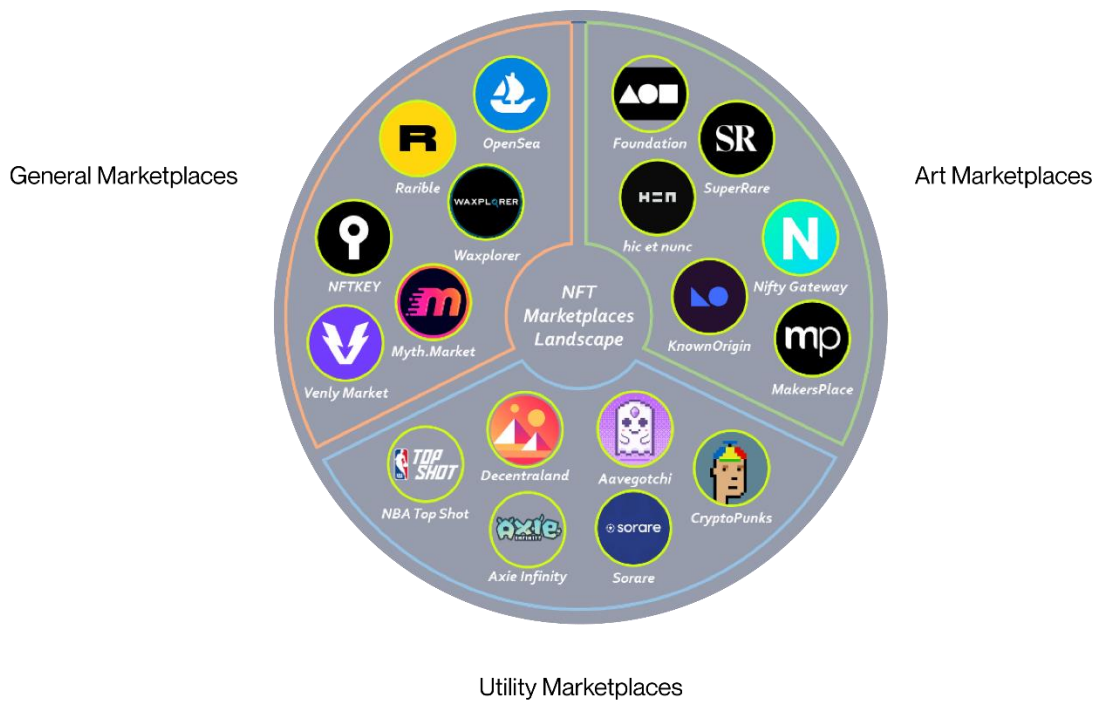 General Marketplaces
Art Marketplaces
OpenSea
R
Rarible
WAXPLORER
Waxplorer
NFTKEY
m
Myth.Market
Venly Market
Foundation
SR
SuperRare
hic et nunc
N
Nifty Gateway
KnownOrigin
mp
MakersPlace
NFT
Marketplaces
Landscape
NBA
TOP
SHOT
NBA Top Shot
Decentraland
Aavegotchi
CryptoPunks
AXIE
INFINITY
Axie Infinity
sorare
Sorare
Utility Marketplaces